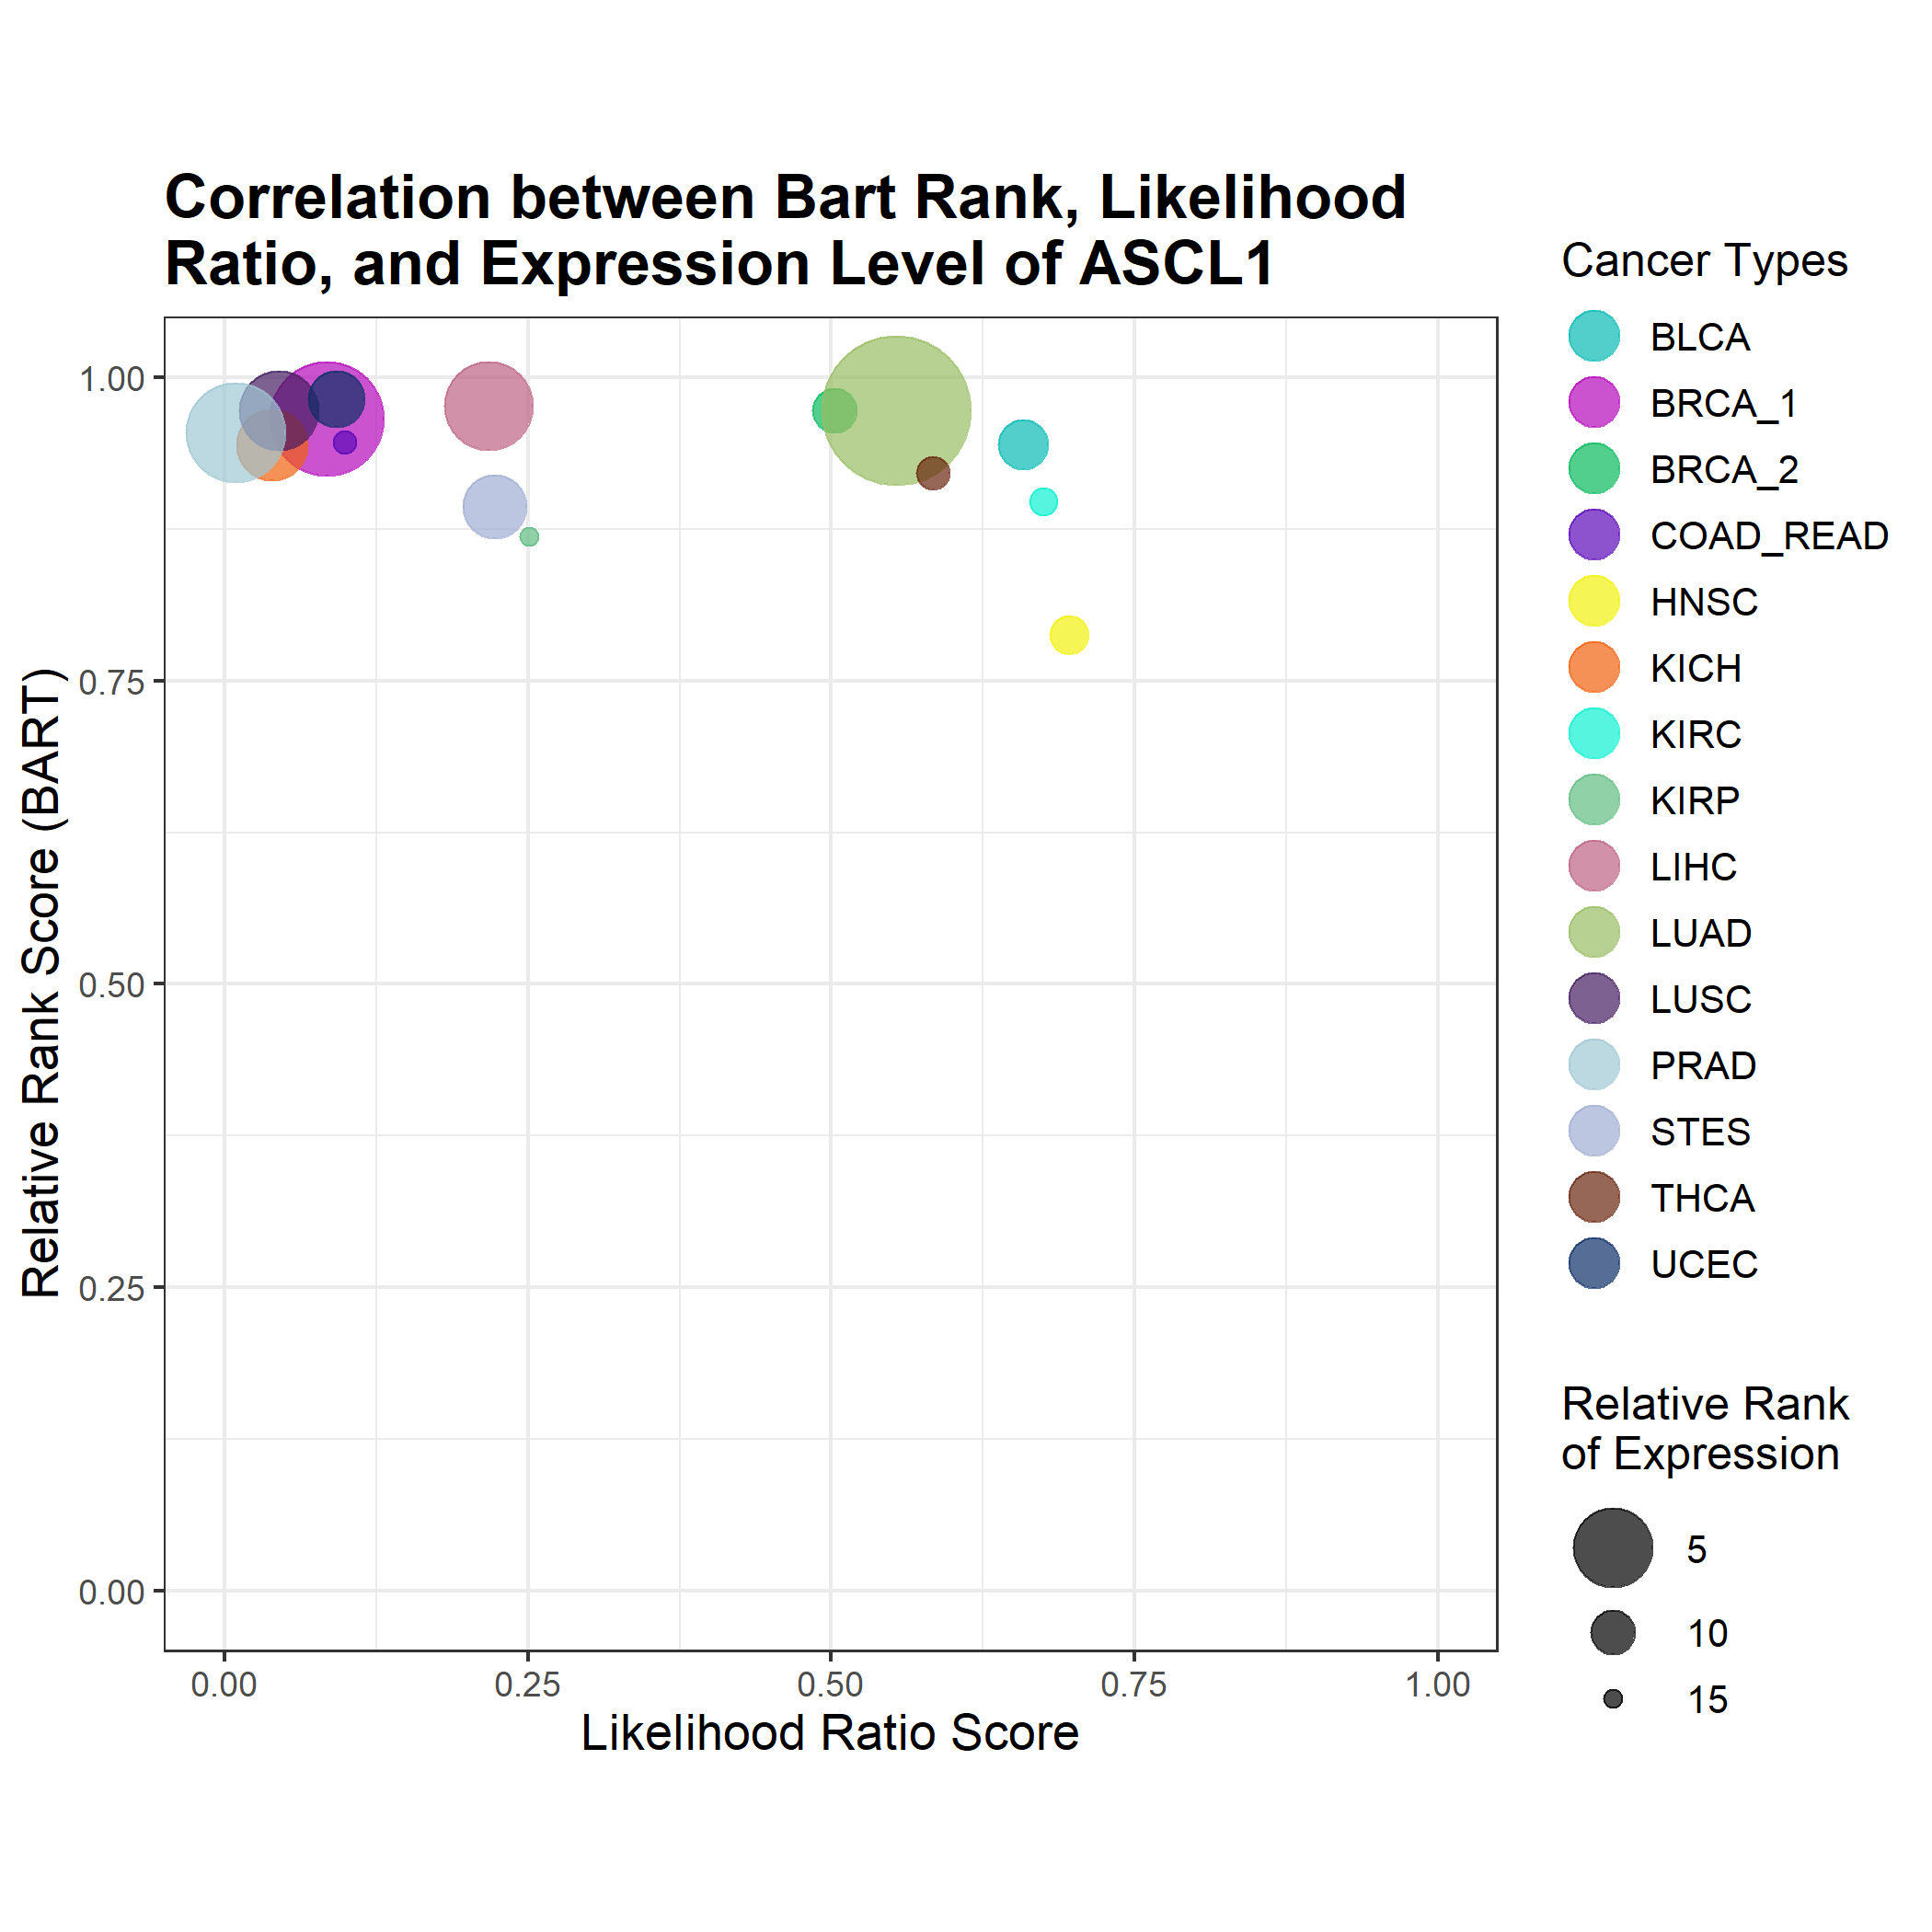 Correlation between Bart Rank, Likelihood
Ratio, and Expression Level of ASCL1
Relative Rank Score (BART)
1.00
0.75
0.50
0.25
0.00
0.00 0.25 0.50 0.75 1.00
Likelihood Ratio Score
Cancer Types
BLCA
BRCA_1
BRCA_2
COAD_READ
HNSC
KICH
KIRC
KIRP
LIHC
LUAD
LUSC
PRAD
STES
THCA
UCEC
Relative Rank
of Expression
5
10
15